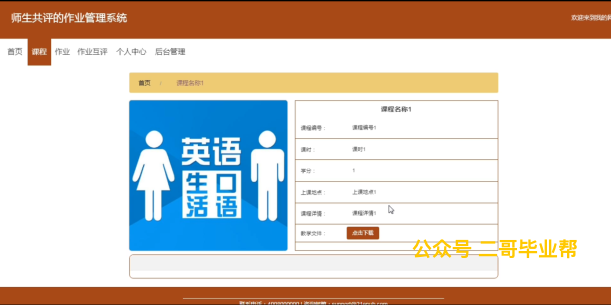 师生共评的作业管理系统
欢迎来到我的
首页 课程 作业 作业互评 个人中心 后台管理
首页 课程名称1
英语
生 口
活 语
课程名称1
课程编号: 课程编号1
课时: 课时1
学分: 1
上课地点: 上课地点1
课程详情: 课程详情1
教学文件: 点击下载
公众号 二哥毕业帮